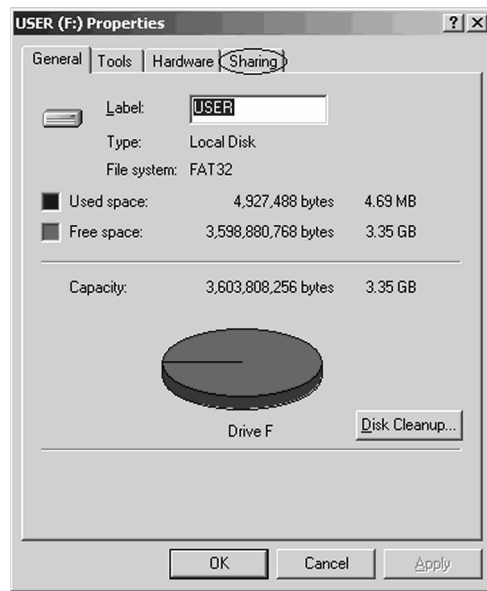 USER (F:) Properties ? X
General Tools Hardware Sharing
Label: USER
Type: Local Disk
File system: FAT32
Used space: 4,927,488 bytes 4.69 MB
Free space: 3,598,880,768 bytes 3.35 GB
Capacity: 3,603,808,256 bytes 3.35 GB
Drive F
Disk Cleanup...
OK Cancel Apply